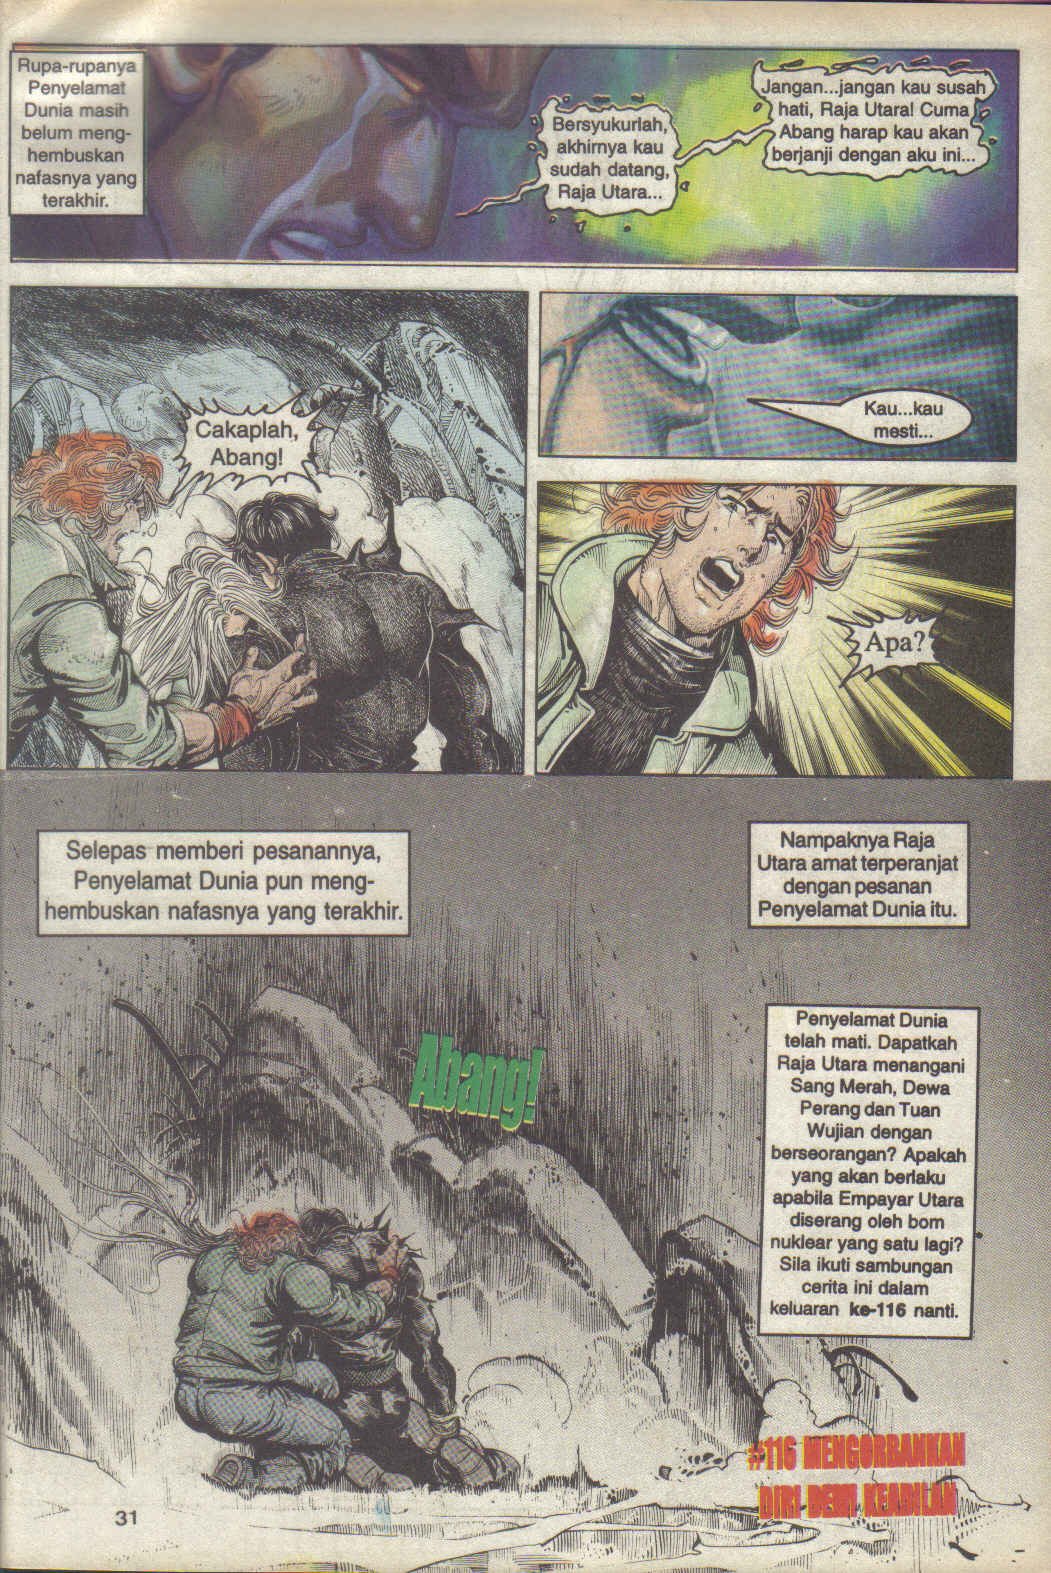 Rupa-rupanya
Penyelamat
Dunia masih
belum meng-
hembuskan
nafasnya yang
terakhir.
Bersyukurlah,
akhirnya kau
sudah datang,
Raja Utara...
Jangan...jangan kau susah
hati, Raja Utara! Cuma
Abang harap kau akan
berjanji dengan aku ini...
Cakaplah,
Abang!
Kau...kau
mesti...
Apa?
Selepas memberi pesanannya,
Penyelamat Dunia pun meng-
hembuskan nafasnya yang terakhir.
Nampaknya Raja
Utara amat terperanjat
dengan pesanan
Penyelamat Dunia itu.
Abang!
Penyelamat Dunia
telah mati. Dapatkah
Raja Utara menangani
Sang Merah, Dewa
Perang dan Tuan
Wujian dengan
berseorangan? Apakah
yang akan berlaku
apabila Empayar Utara
diserang oleh bom
nuklear yang satu lagi?
Sila ikuti sambungan
cerita ini dalam
keluaran ke-116 nanti.
#116 MENGORBANKAN
DIRI DEMI KEADILAN
31